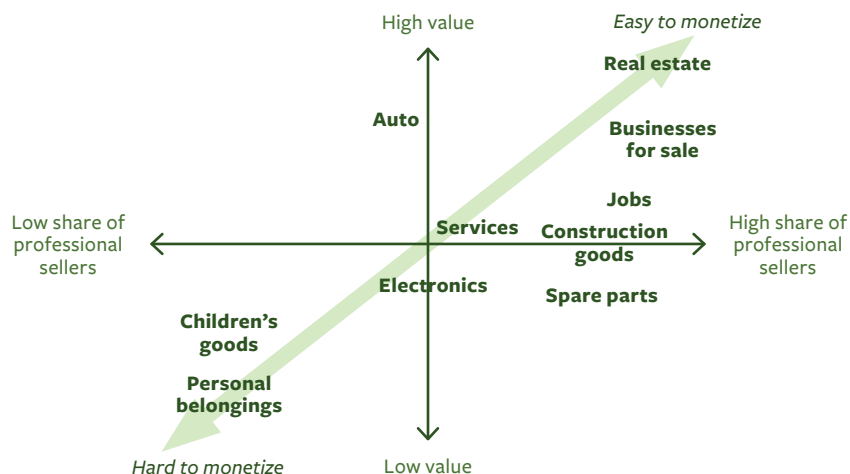 High value
Easy to monetize
Real estate
Auto
Businesses
for sale
Jobs
Low share of
professional
sellers
Services
Construction
goods
High share of
professional
sellers
Electronics
Spare parts
Children’s
goods
Personal
belongings
Hard to monetize
Low value